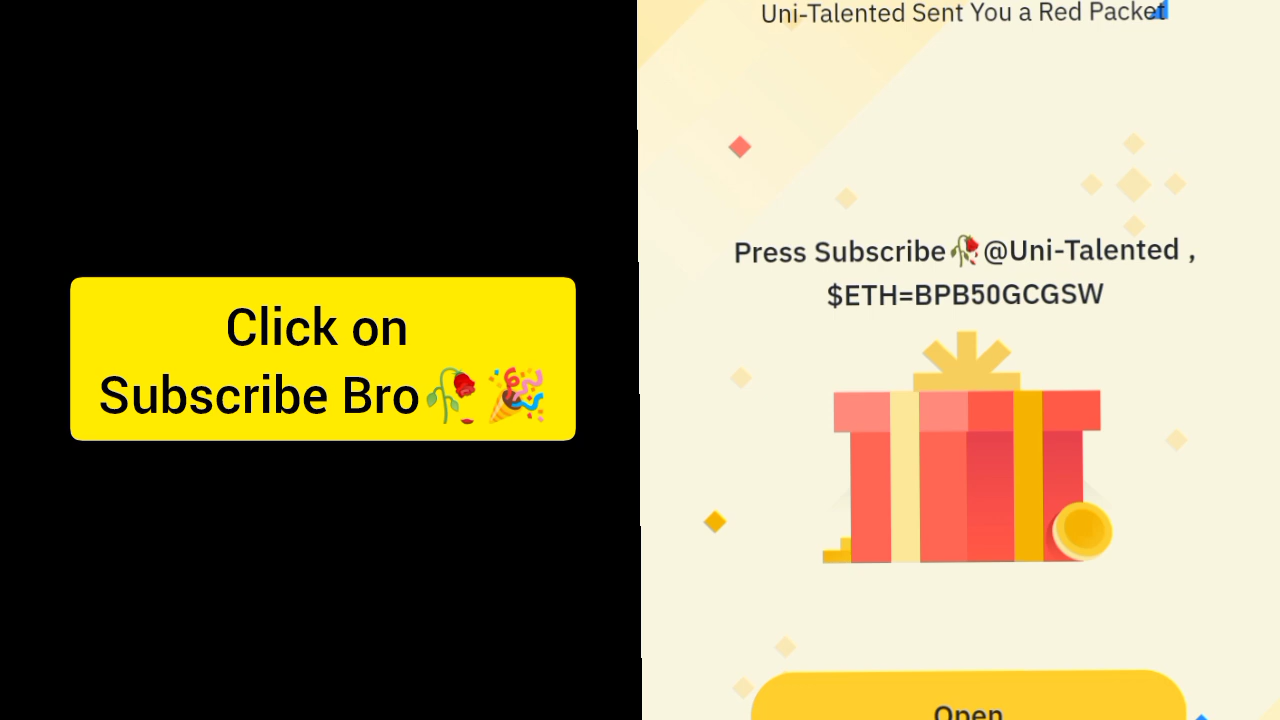 Click on
Subscribe Bro🥀🎉
Uni-Talented Sent You a Red Packet
Press Subscribe🥀@Uni-Talented ,
$ETH=BPB50GCGSW
Open